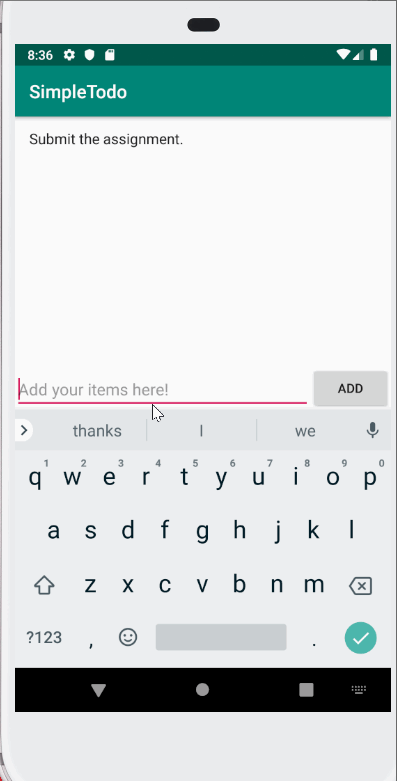 8:36
SimpleTodo
Submit the assignment.
Add your items here!
ADD
thanks I we
1 2 3 4 5 6 7 8 9 0
q w e r t y u i o p
a s d f g h j k l
z x c v b n m
?123 , .